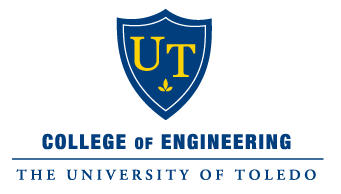 UT
COLLEGE OF ENGINEERING
THE UNIVERSITY OF TOLEDO